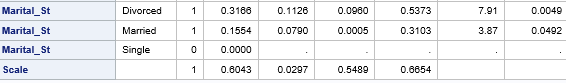 Marital_St Divorced 1 0.3166 0.1126 0.0960 0.5373 7.91 0.0049
Marital_St Married 1 0.1554 0.0790 0.0005 0.3103 3.87 0.0492
Marital_St Single 0 0.0000 . . . . .
Scale 1 0.6043 0.0297 0.5489 0.6654